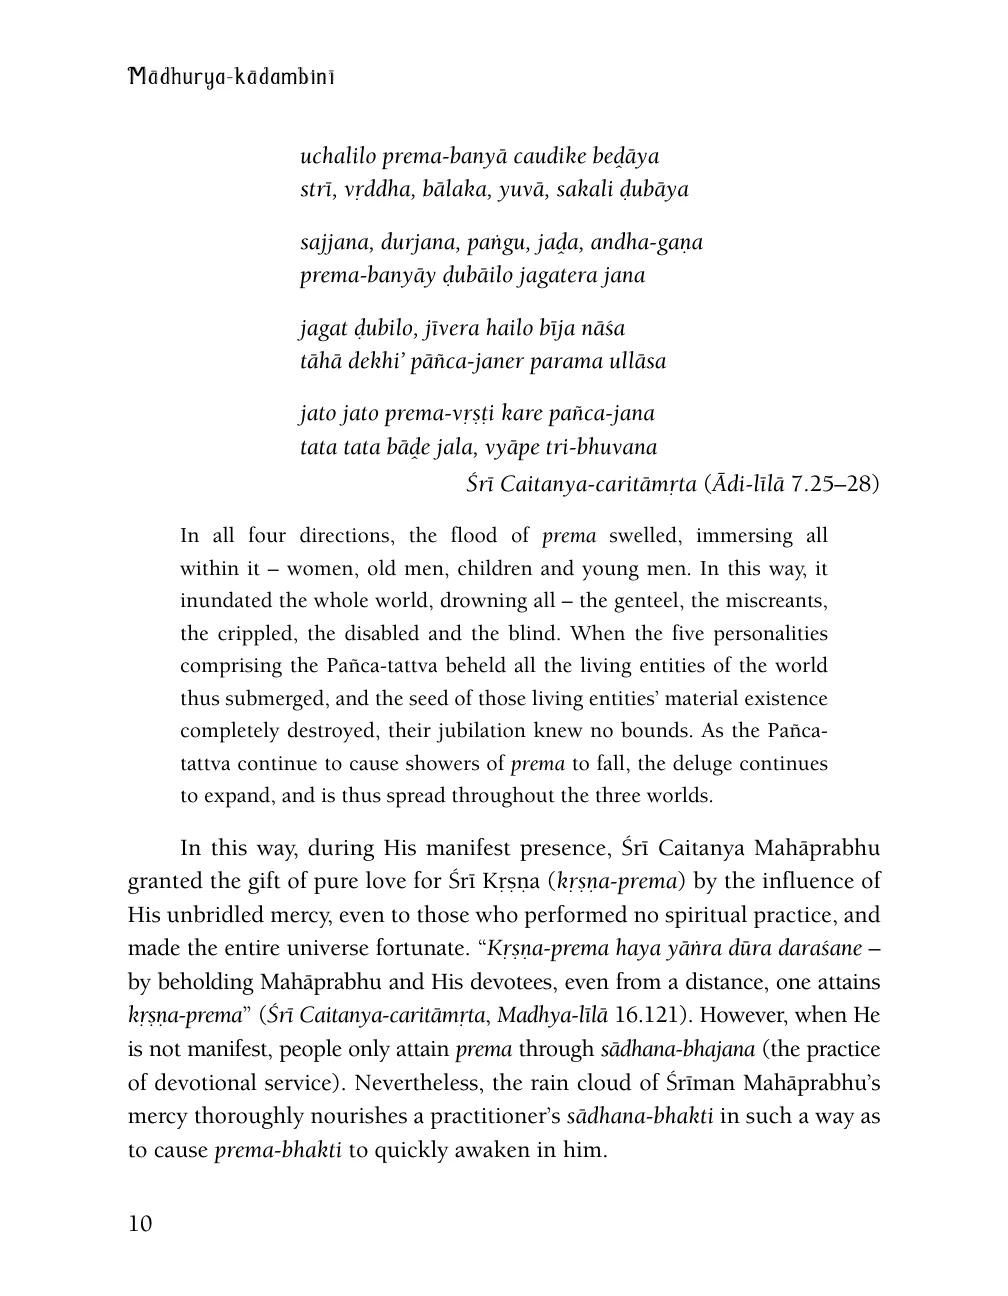 Mādhurya-kādambinī
uchalilo prema-banyā caudike beḓāya
strī, vṛddha, bālaka, yuvā, sakali ḍubāya
sajjana, durjana, paṅgu, jaḓa, andha-gaṇa
prema-banyāy ḍubāilo jagatera jana
jagat ḍubilo, jīvera hailo bīja nāśa
tāhā dekhi’ pāñca-janer parama ullāsa
jato jato prema-vṛṣṭi kare pañca-jana
tata tata bāḓe jala, vyāpe tri-bhuvana
Śrī Caitanya-caritāmṛta (Ādi-līlā 7.25–28)
In all four directions, the flood of prema swelled, immersing all
within it – women, old men, children and young men. In this way, it
inundated the whole world, drowning all – the genteel, the miscreants,
the crippled, the disabled and the blind. When the five personalities
comprising the Pañca-tattva beheld all the living entities of the world
thus submerged, and the seed of those living entities’ material existence
completely destroyed, their jubilation knew no bounds. As the Pañca-
tattva continue to cause showers of prema to fall, the deluge continues
to expand, and is thus spread throughout the three worlds.
In this way, during His manifest presence, Śrī Caitanya Mahāprabhu
granted the gift of pure love for Śrī Kṛṣṇa (kṛṣṇa-prema) by the influence of
His unbridled mercy, even to those who performed no spiritual practice, and
made the entire universe fortunate. “Kṛṣṇa-prema haya yāṅra dūra daraśane –
by beholding Mahāprabhu and His devotees, even from a distance, one attains
kṛṣṇa-prema” (Śrī Caitanya-caritāmṛta, Madhya-līlā 16.121). However, when He
is not manifest, people only attain prema through sādhana-bhajana (the practice
of devotional service). Nevertheless, the rain cloud of Śrīman Mahāprabhu’s
mercy thoroughly nourishes a practitioner’s sādhana-bhakti in such a way as
to cause prema-bhakti to quickly awaken in him.
10